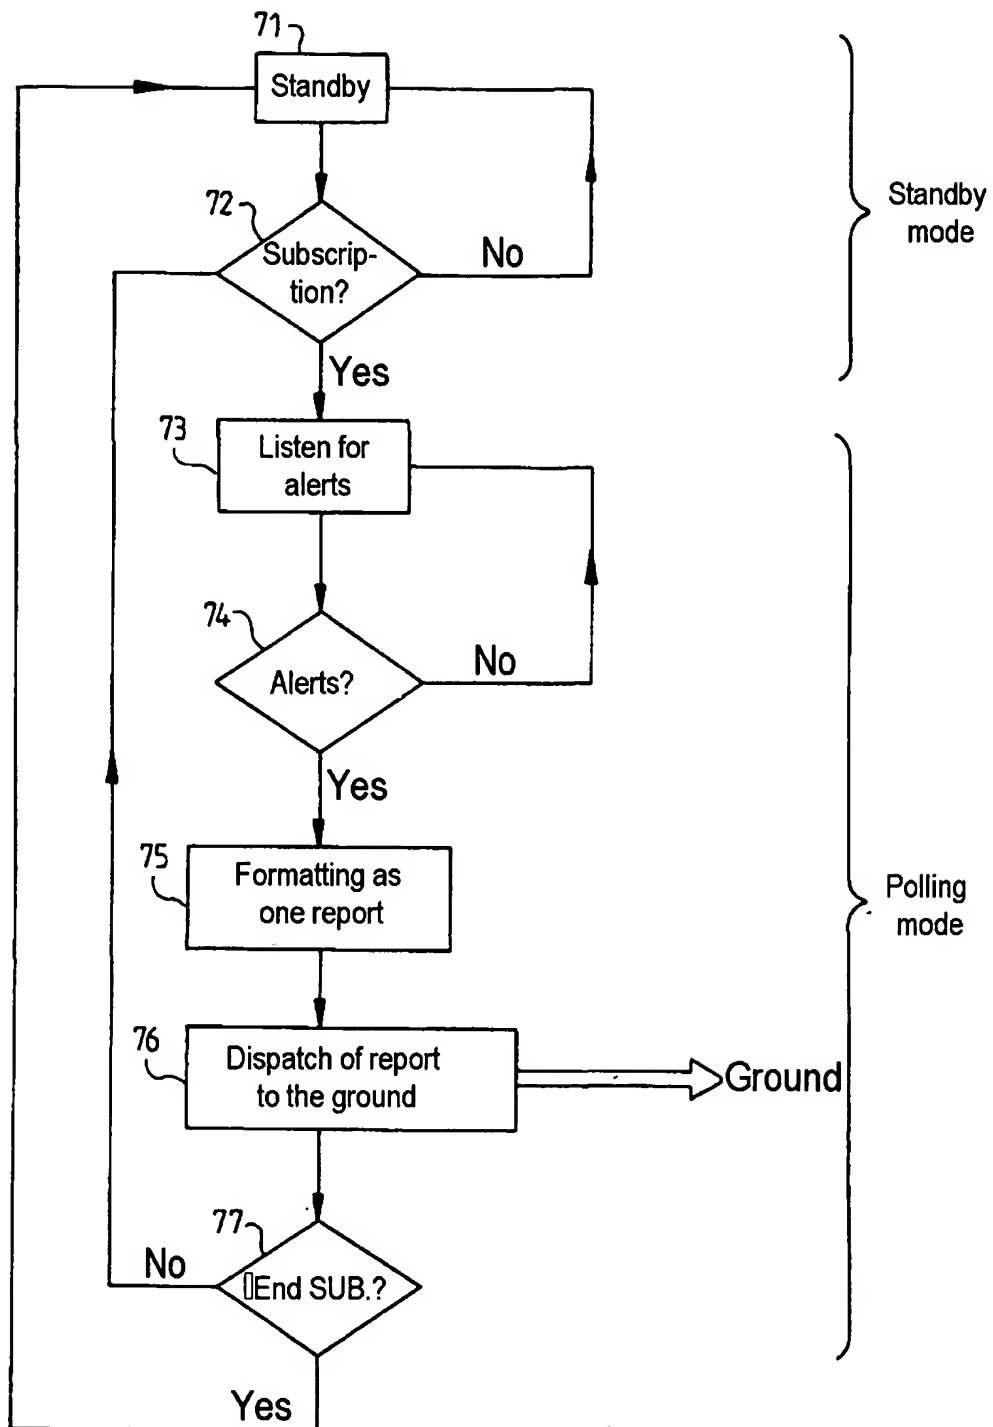 71
Standby
72
Subscrip-
tion?
No
Standby
mode
Yes
73
Listen for
alerts
74
Alerts?
No
Yes
75
Formatting as
one report
Polling
mode
76
Dispatch of report
to the ground
Ground
77
End SUB.?
No
Yes